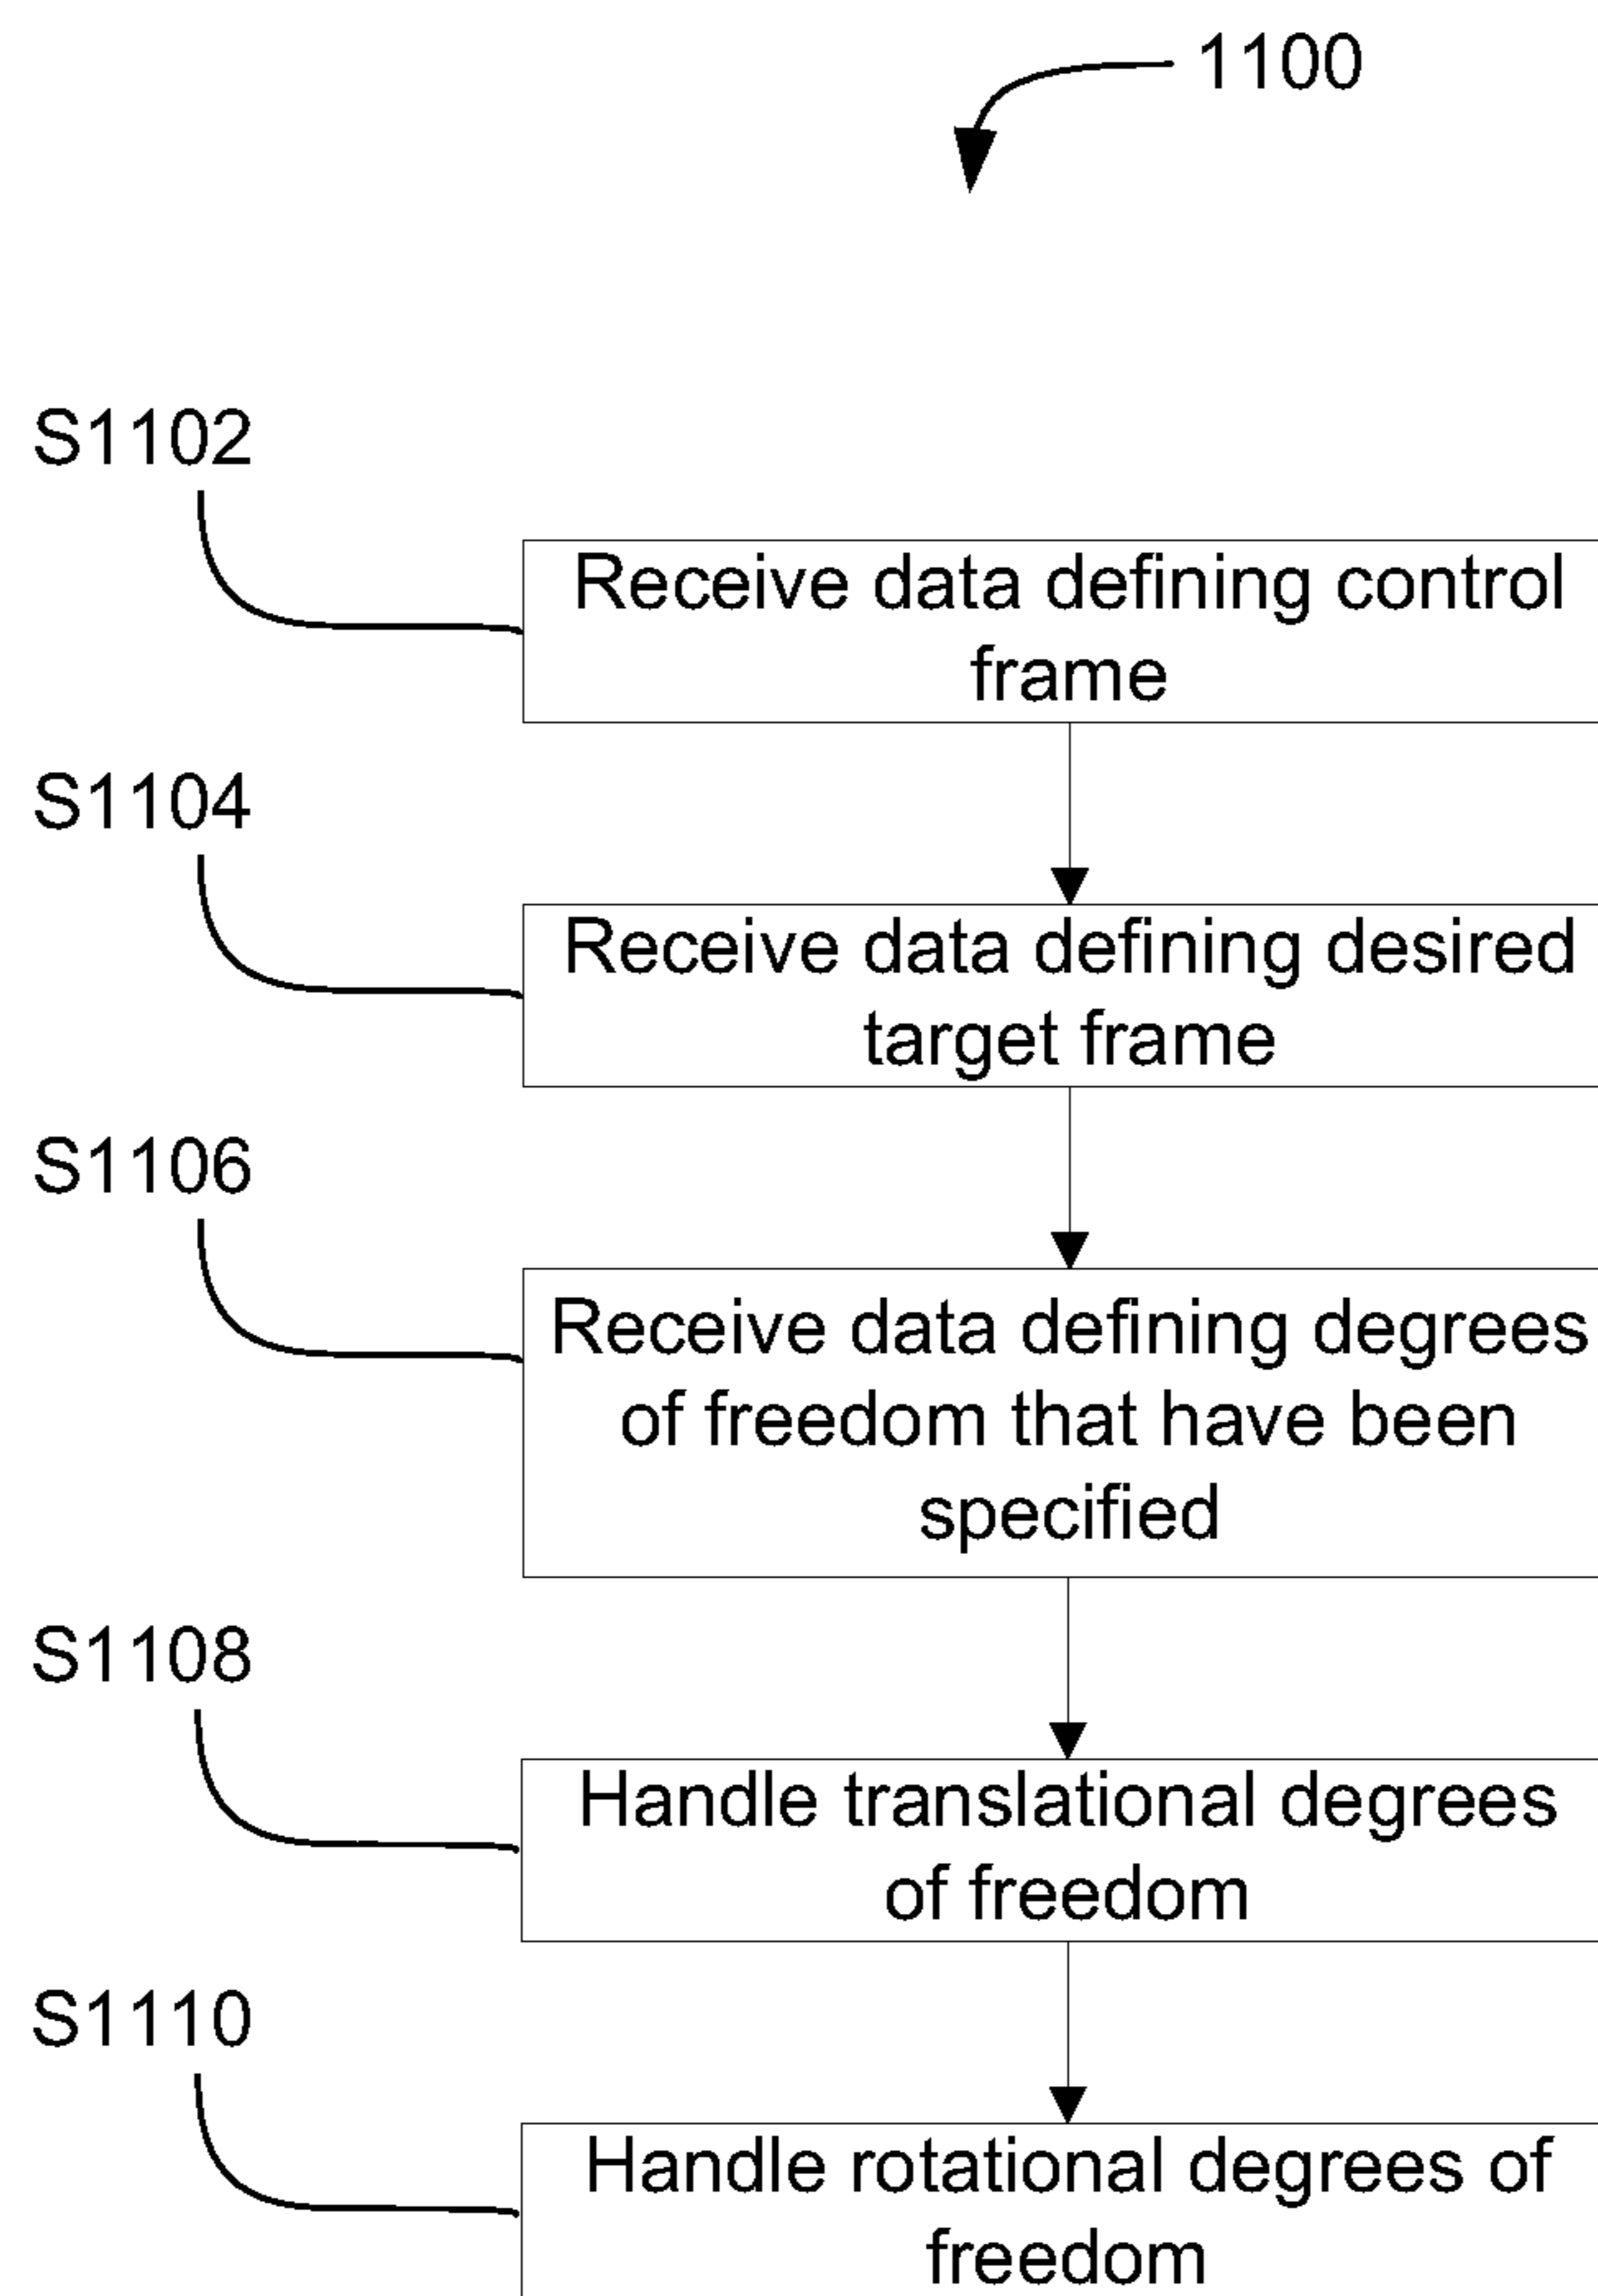 1100
S1102
Receive data defining control
frame
S1104
Receive data defining desired
target frame
S1106
Receive data defining degrees
of freedom that have been
specified
S1108
Handle translational degrees
of freedom
S1110
Handle rotational degrees of
freedom